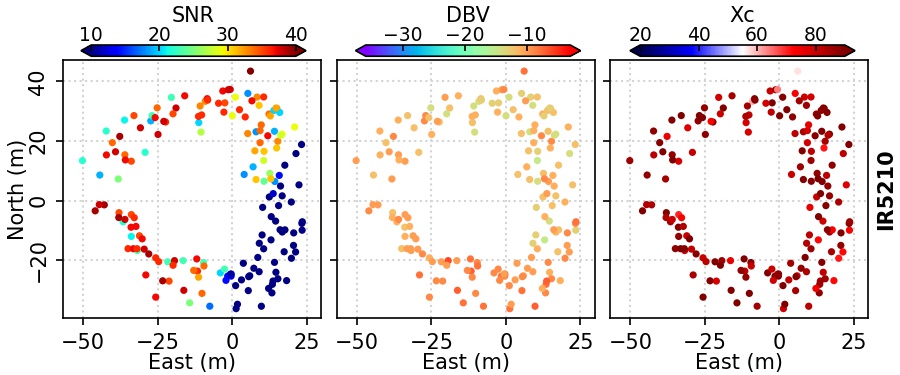 SNR DBV Xc
10 20 30 40 −30 −20 −10 20 40 60 80
40
20
0
−20
North (m)
IR5210
−50 −25 0 25 −50 −25 0 25 −50 −25 0 25
East (m) East (m) East (m)